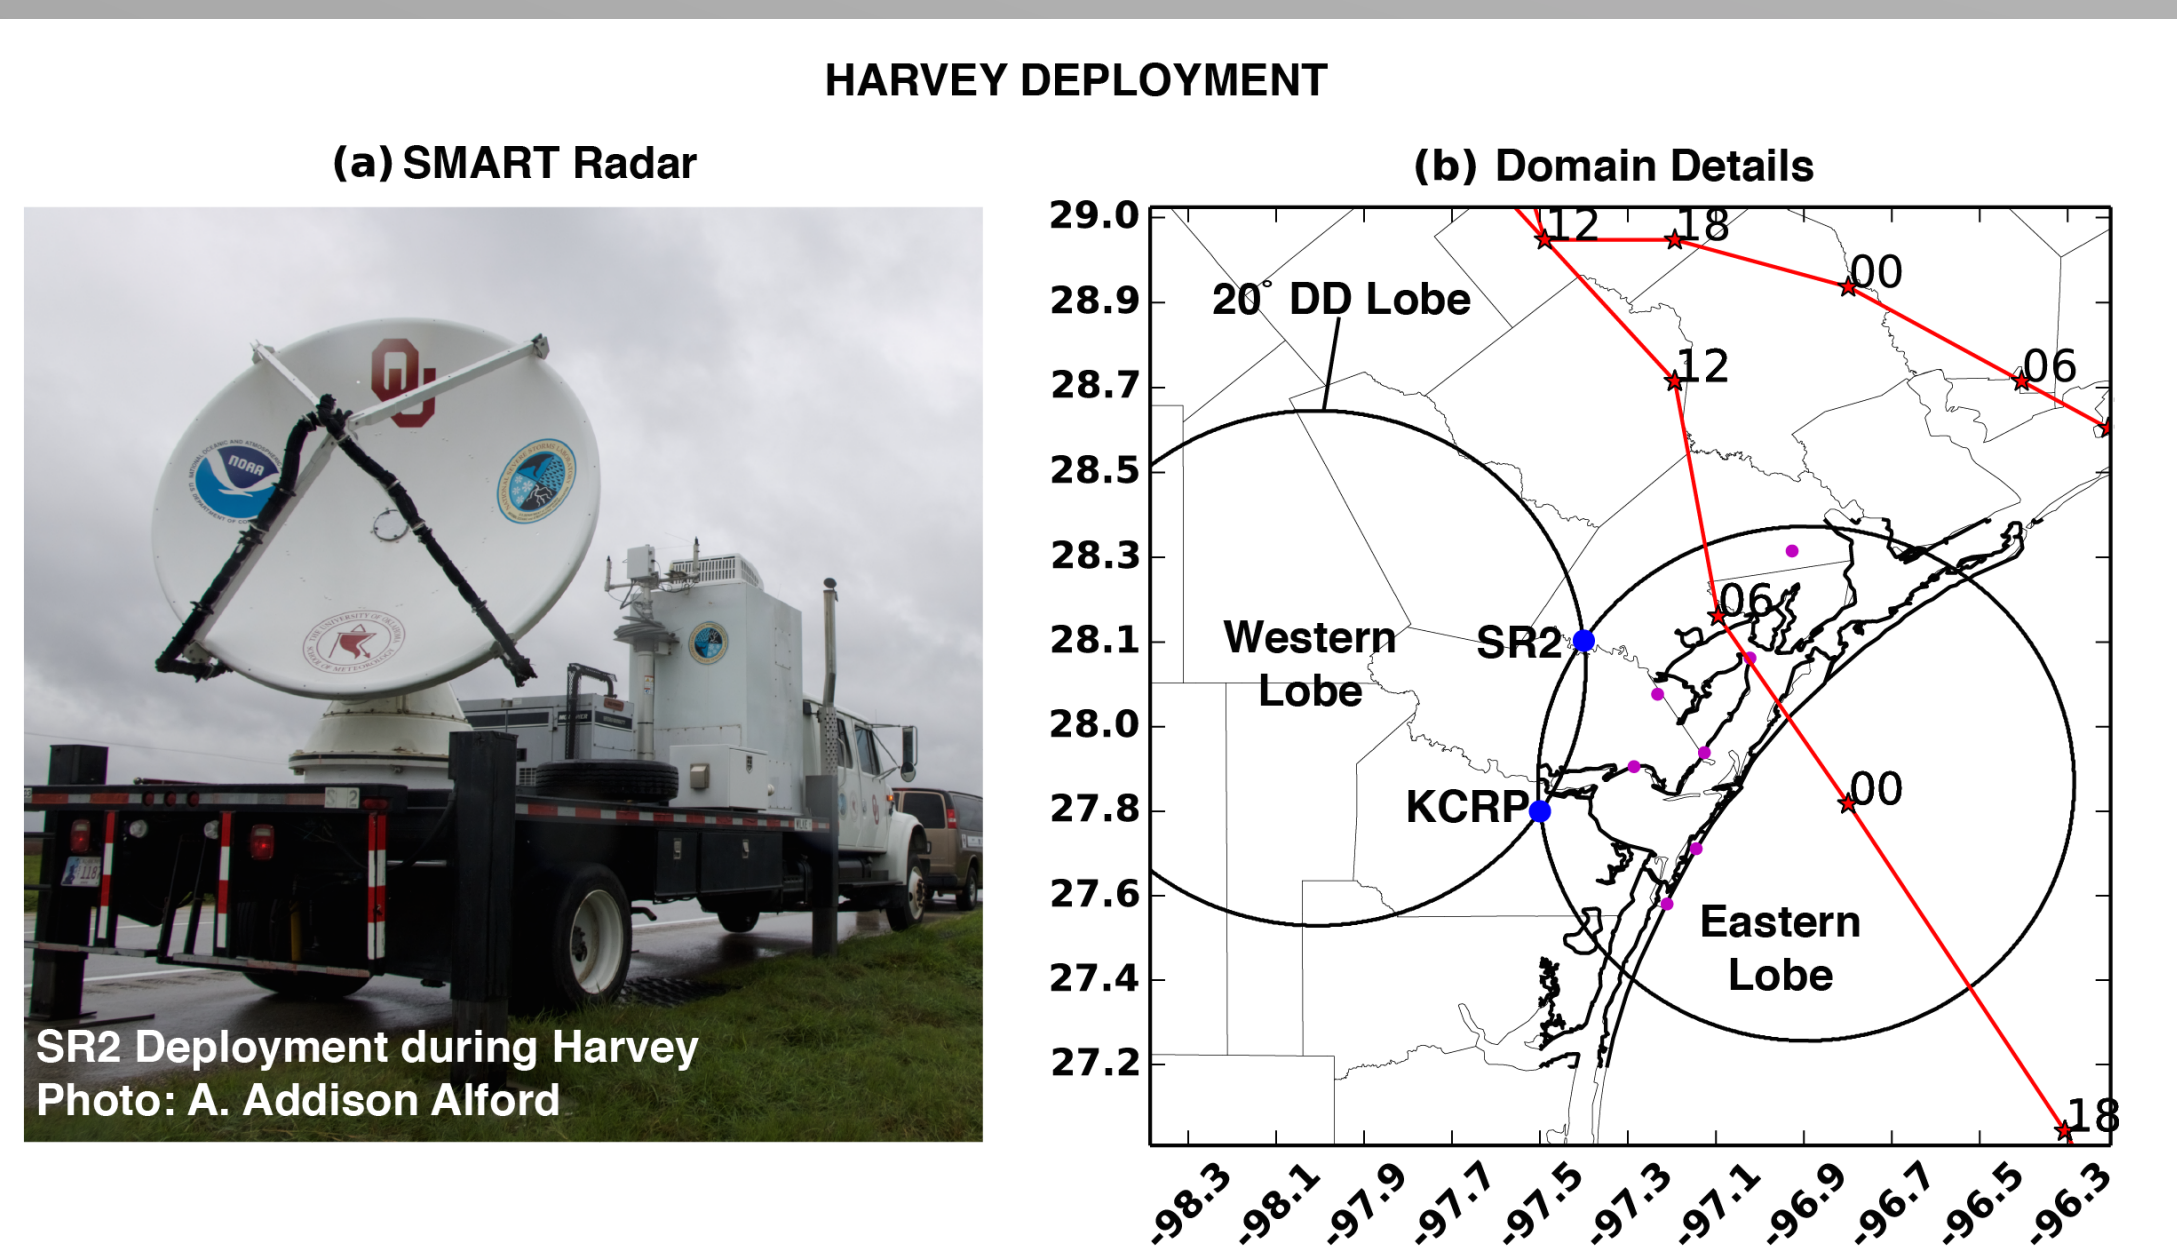 HARVEY DEPLOYMENT
(a) SMART Radar
OU
NOAA
SR2 Deployment during Harvey
Photo: A. Addison Alford
(b) Domain Details
29.0
28.9
28.7
28.5
28.3
28.1
28.0
27.8
27.6
27.4
27.2
12
18
00
20° DD Lobe
12
06
06
Western
Lobe
SR2
KCRP
00
Eastern
Lobe
18
-98.3
-98.1
-97.9
-97.7
-97.5
-97.3
-97.1
-96.9
-96.7
-96.5
-96.3